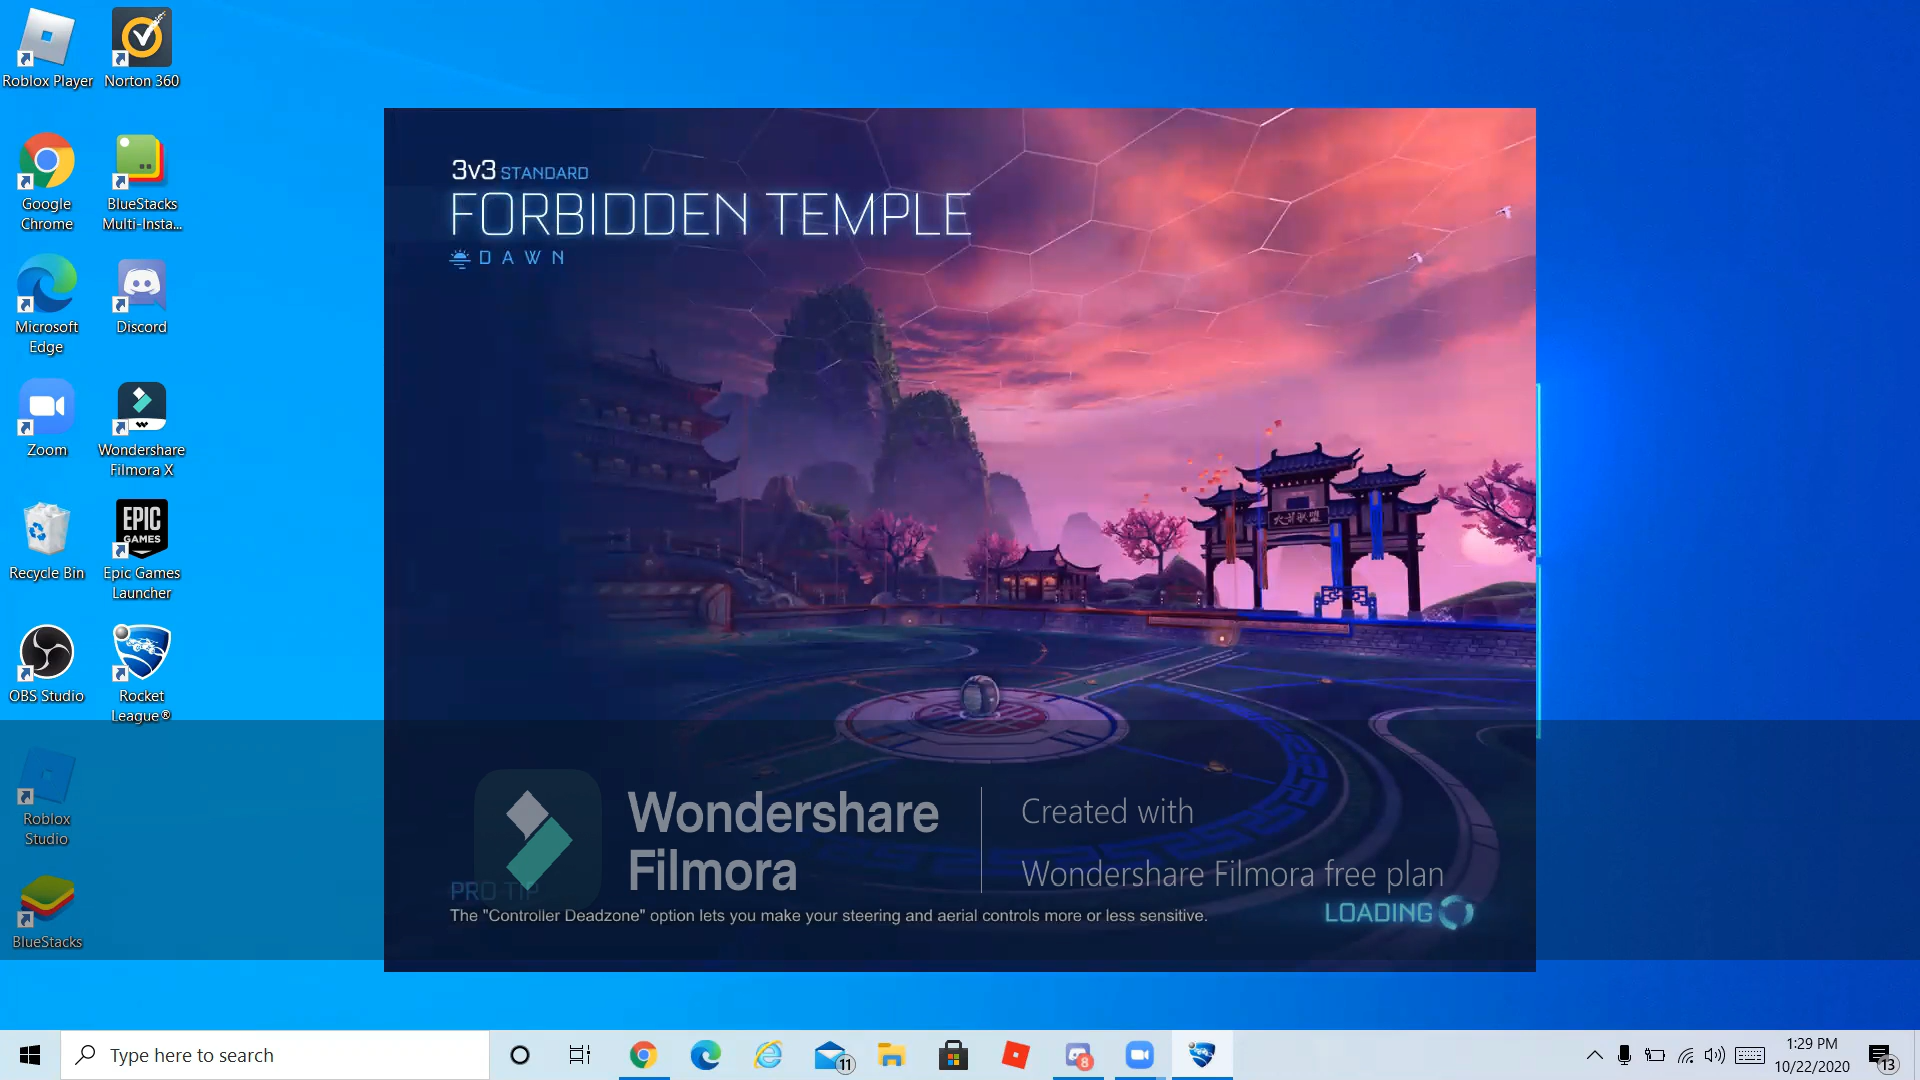 Roblox Player
Norton 360
Google
Chrome
BlueStacks
Multi-Insta...
Microsoft
Edge
Discord
Zoom
Wondershare
Filmora X
Recycle Bin
EPIC
GAMES
Epic Games
Launcher
OBS Studio
Rocket
League®
Roblox
Studio
BlueStacks
3v3 STANDARD
FORBIDDEN TEMPLE
DAWN
Wondershare
Filmora
Created with
Wondershare Filmora free plan
PRO TIP
The "Controller Deadzone" option lets you make your steering and aerial controls more or less sensitive.
LOADING
Type here to search
11
8
1:29 PM
10/22/2020
13